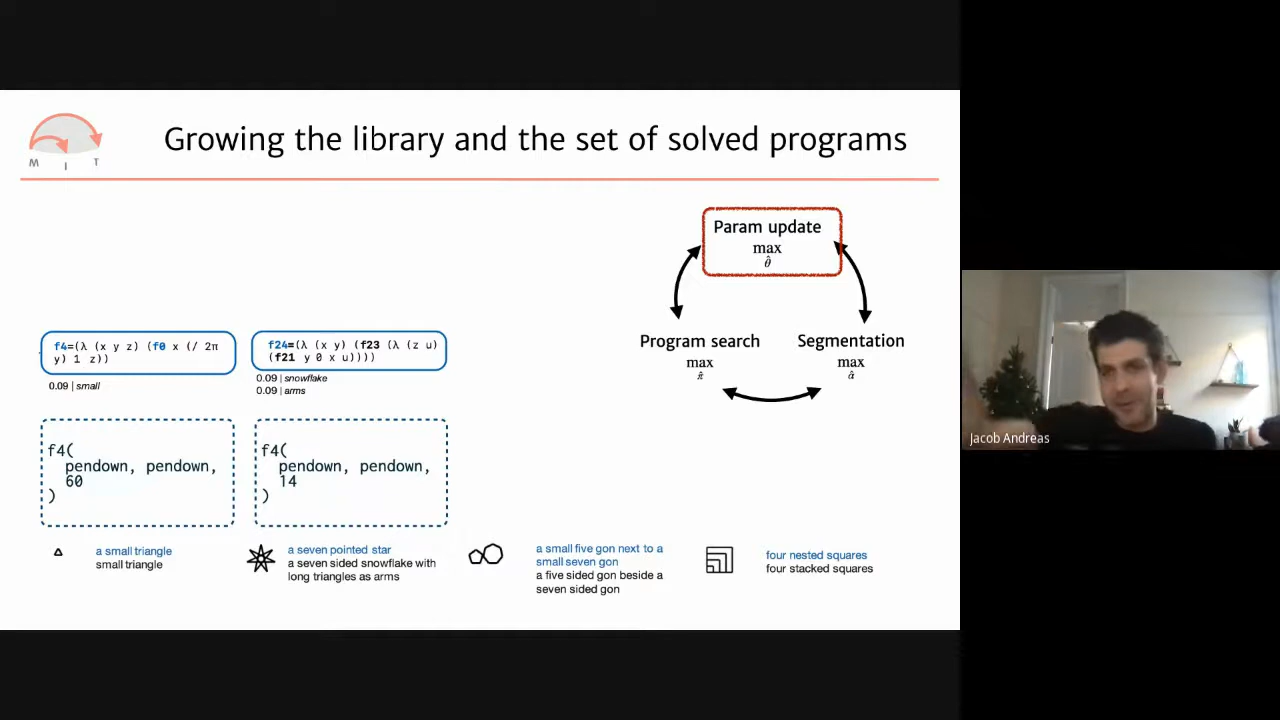 M I T
Growing the library and the set of solved programs
Param update
max
θ̂
Program search
max
π̂
Segmentation
max
α̂
f4=(λ (x y z) (f0 x (/ 2π
y) 1 z))
0.09 | small
f24=(λ (x y) (f23 (λ (z u)
(f21 y 0 x u))))
0.09 | snowflake
0.09 | arms
f4(
pendown, pendown,
60
)
f4(
pendown, pendown,
14
)
a small triangle
small triangle
a seven pointed star
a seven sided snowflake with
long triangles as arms
a small five gon next to a
small seven gon
a five sided gon beside a
seven sided gon
four nested squares
four stacked squares
Jacob Andreas